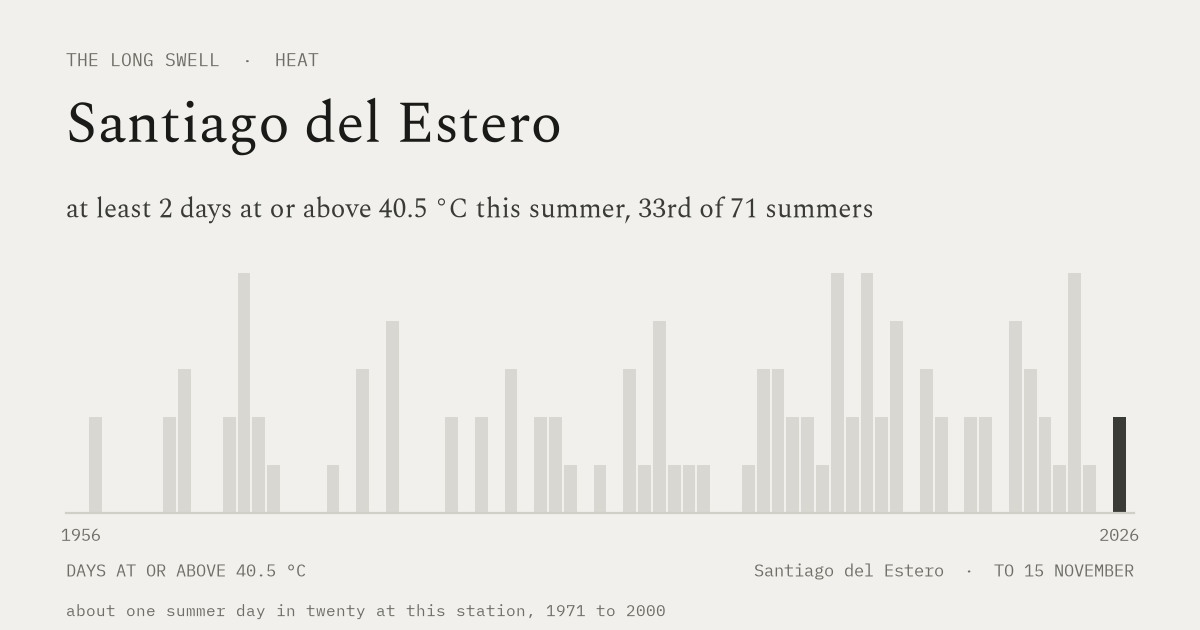 THE LONG SWELL · HEAT
Santiago del Estero
at least 2 days at or above 40.5 °C this summer, 33rd of 71 summers
1956
2026
DAYS AT OR ABOVE 40.5 °C
Santiago del Estero · TO 15 NOVEMBER
about one summer day in twenty at this station, 1971 to 2000